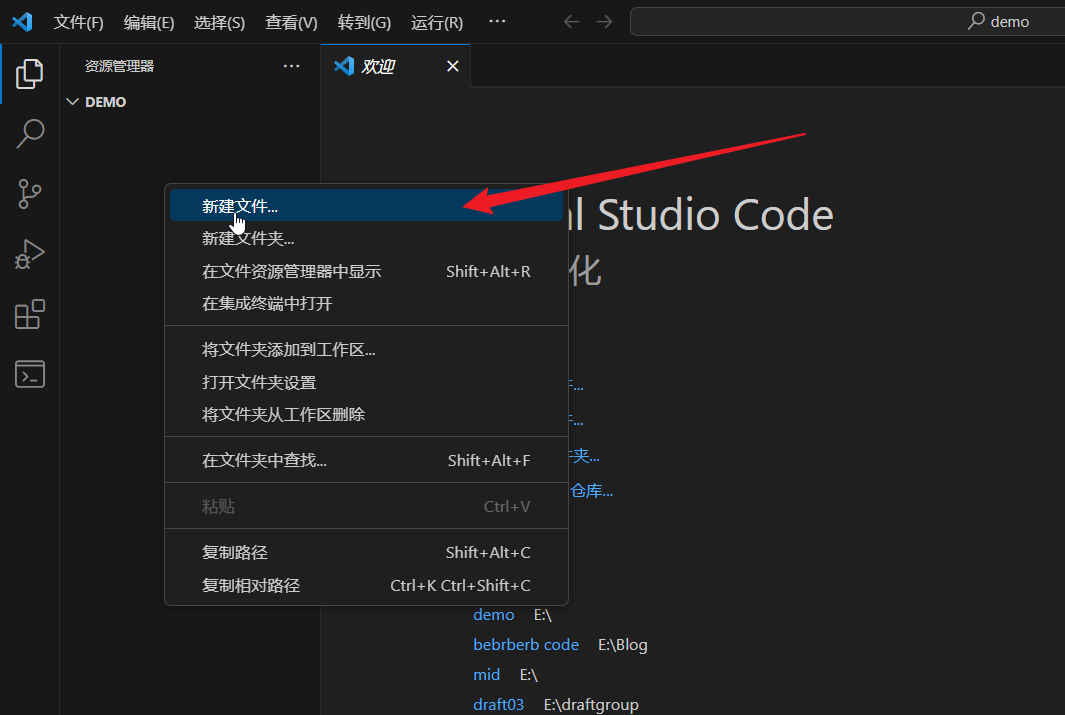 文件(F) 编辑(E) 选择(S) 查看(V) 转到(G) 运行(R) ··· demo
资源管理器 ··· 欢迎
DEMO
新建文件...
l Studio Code
新建文件夹...
化
在文件资源管理器中显示 Shift+Alt+R
在集成终端中打开
将文件夹添加到工作区...
打开文件夹设置
...
将文件夹从工作区删除
...
在文件夹中查找... Shift+Alt+F
夹...
仓库...
粘贴 Ctrl+V
复制路径 Shift+Alt+C
复制相对路径 Ctrl+K Ctrl+Shift+C
demo E:\
bebrberb code E:\Blog
mid E:\
draft03 E:\draftgroup